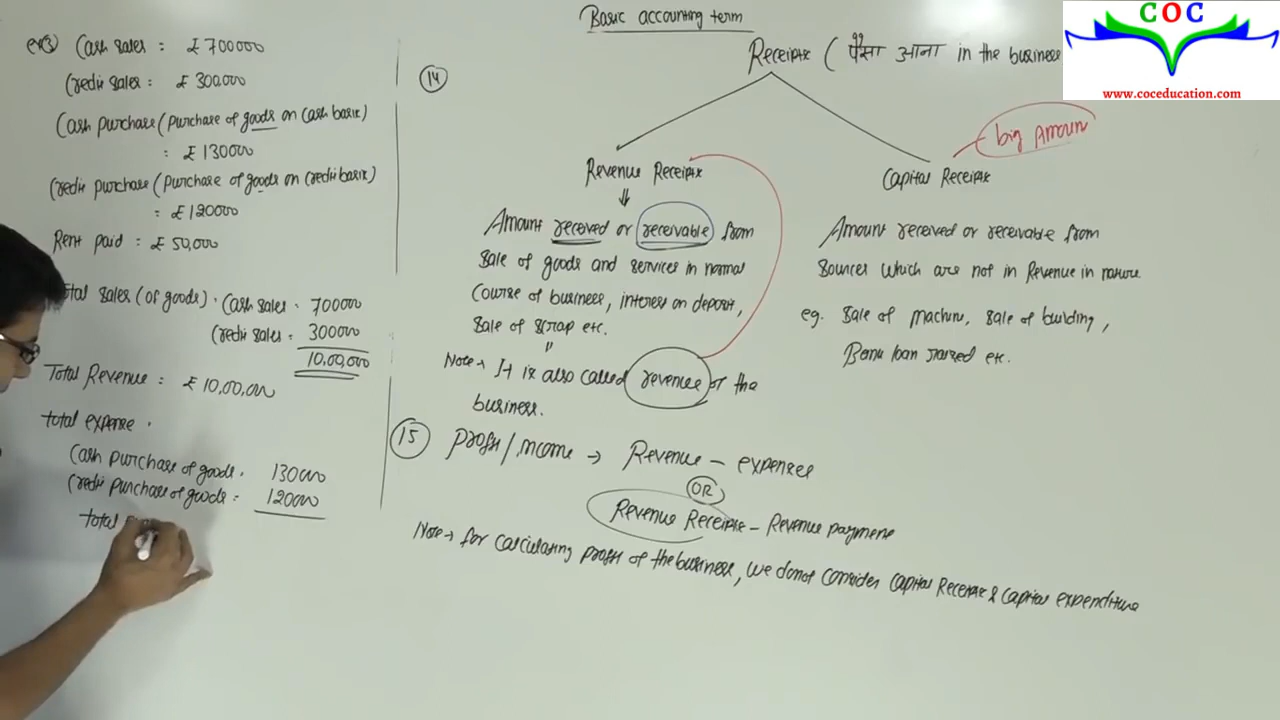 Basic accounting term
COC
www.coceducation.com
ex③ Cash sales : ₤ 700000
Credit sales : ₤ 300000
Cash purchase (purchase of goods on cash basis)
: ₤ 130000
Credit purchase (purchase of goods on credit basis)
: ₤ 120000
Rent paid : ₤ 50,000
total sales (of goods) . Cash sales . 700000
Credit sales : 300000
10,00,000
Total Revenue : ₤ 10,00,000
total expense .
Cash purchase of goods . 130000
Credit purchase of goods : 120000
total
14
Receipts ( पैसा आना in the business
Revenue Receipts
⇓
Amount received or receivable from
sale of goods and services in normal
course of business, interest on deposit,
sale of scrap etc.
Note → It is also called revenue of the
business.
big Amount
Capital Receipts
Amount received or receivable from
sources which are not in Revenue in nature
eg. sale of machine, sale of building,
Bank loan raised etc.
15 Profit/income → Revenue – expenses
OR
Revenue Receipts – Revenue payment
Note → for calculating profit of the business, we donot consider capital Receipts & capital expenditure